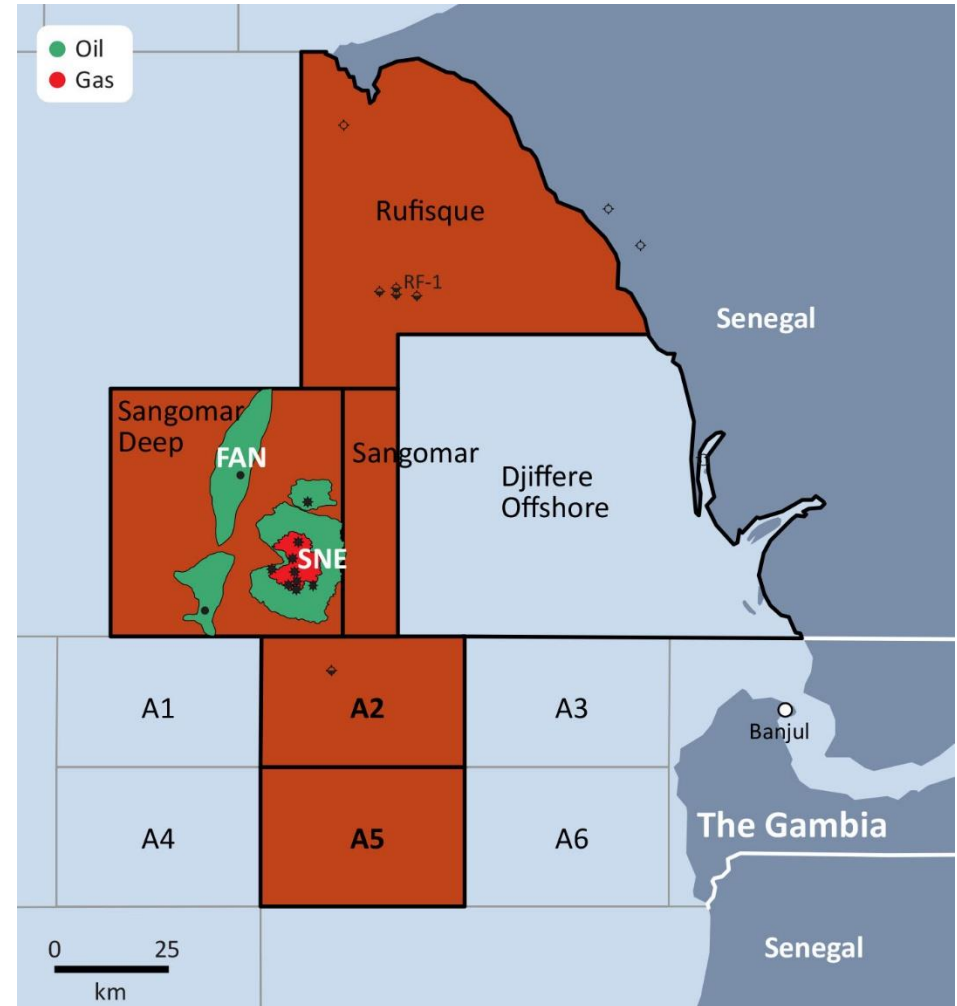 Oil
Gas
Rufisque
RF-1
Senegal
Sangomar
Deep
FAN
Sangomar
Djiffere
Offshore
SNE
A1
A2
A3
Banjul
A4
A5
A6
The Gambia
0 25
km
Senegal